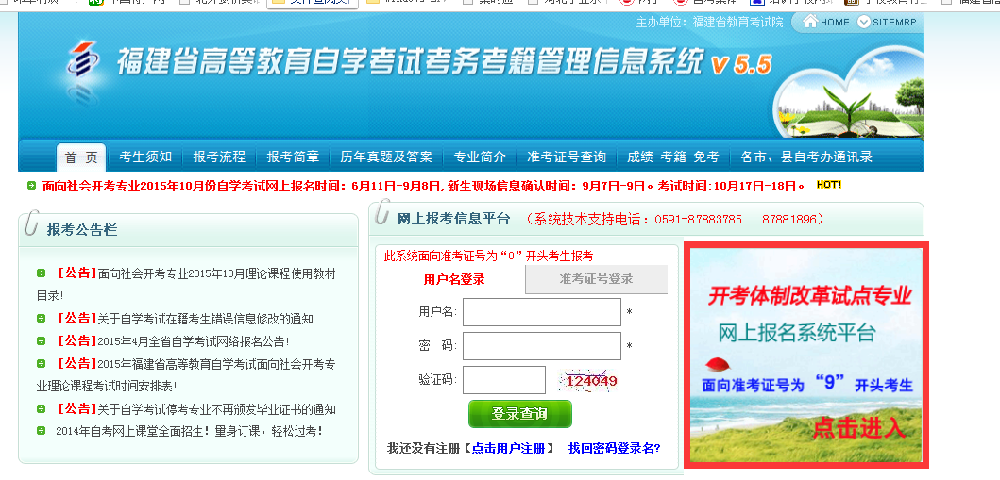 主办单位：福建省教育考试院
HOME
SITEMRP
福建省高等教育自学考试考务考籍管理信息系统 v 5.5
首 页
考生须知
报考流程
报考简章
历年真题及答案
专业简介
准考证号查询
成绩 考籍 免考
各市、县自考办通讯录
面向社会开考专业2015年10月份自学考试网上报名时间：6月11日-9月8日,新生现场信息确认时间：9月7日-9日。考试时间:10月17日-18日。 HOT!
报考公告栏
[公告]面向社会开考专业2015年10月理论课程使用教材
目录!
[公告]关于自学考试在籍考生错误信息修改的通知
[公告]2015年4月全省自学考试网络报名公告!
[公告]2015年福建省高等教育自学考试面向社会开考专
业理论课程考试时间安排表!
[公告]关于自学考试停考专业不再颁发毕业证书的通知
2014年自考网上课堂全面招生！量身订课，轻松过考！
网上报考信息平台 （系统技术支持电话：0591-87883785 87881896）
此系统面向准考证号为“0”开头考生报考
用户名登录
准考证号登录
用户名: *
密 码: *
验证码: 124049
登录查询
我还没有注册【点击用户注册】 找回密码登录名?
开考体制改革试点专业
网上报名系统平台
面向准考证号为“9”开头考生
点击进入